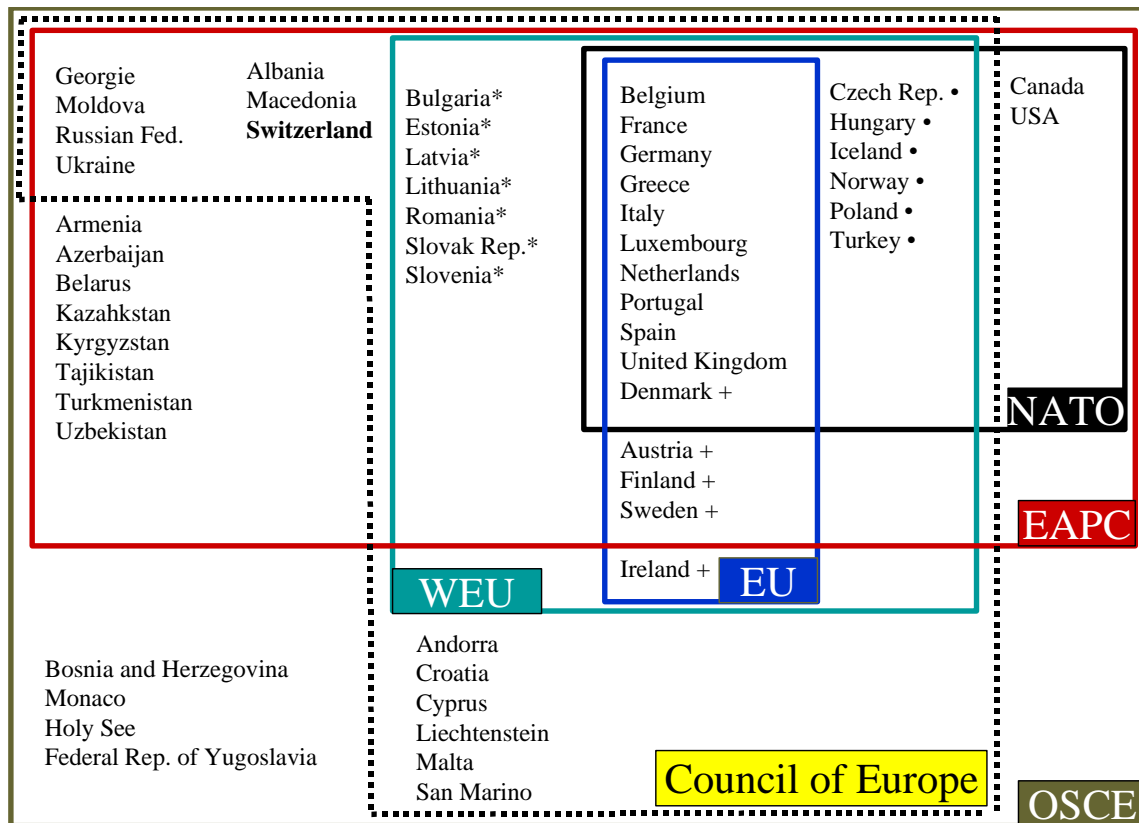 Georgie
Moldova
Russian Fed.
Ukraine
Albania
Macedonia
Switzerland
Armenia
Azerbaijan
Belarus
Kazahkstan
Kyrgyzstan
Tajikistan
Turkmenistan
Uzbekistan
Bulgaria*
Estonia*
Latvia*
Lithuania*
Romania*
Slovak Rep.*
Slovenia*
Belgium
France
Germany
Greece
Italy
Luxembourg
Netherlands
Portugal
Spain
United Kingdom
Denmark +
Austria +
Finland +
Sweden +
Ireland +
Czech Rep. •
Hungary •
Iceland •
Norway •
Poland •
Turkey •
Canada
USA
NATO
EAPC
EU
WEU
Bosnia and Herzegovina
Monaco
Holy See
Federal Rep. of Yugoslavia
Andorra
Croatia
Cyprus
Liechtenstein
Malta
San Marino
Council of Europe
OSCE